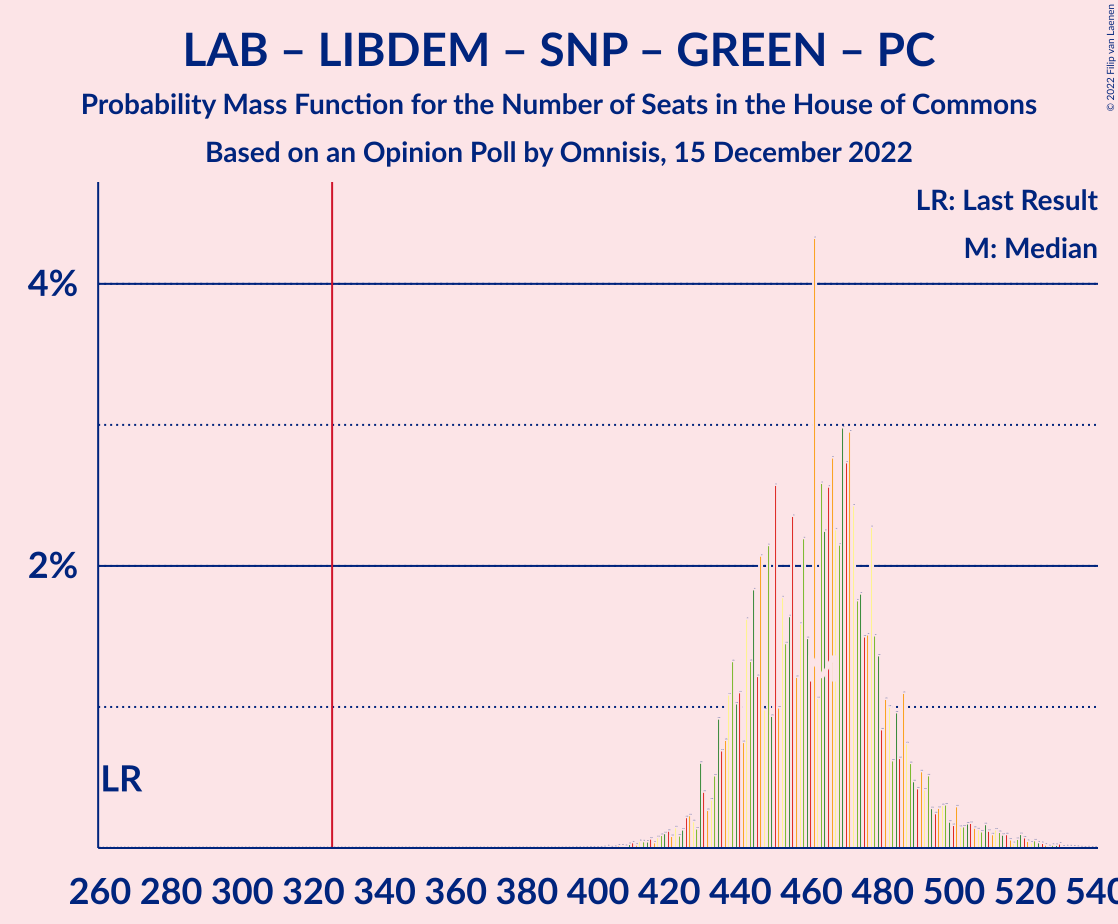 LAB – LIBDEM – SNP – GREEN – PC
Probability Mass Function for the Number of Seats in the House of Commons
Based on an Opinion Poll by Omnisis, 15 December 2022
© 2022 Filip van Laenen
LR: Last Result
M: Median
4%
2%
LR
260 280 300 320 340 360 380 400 420 440 460 480 500 520 540